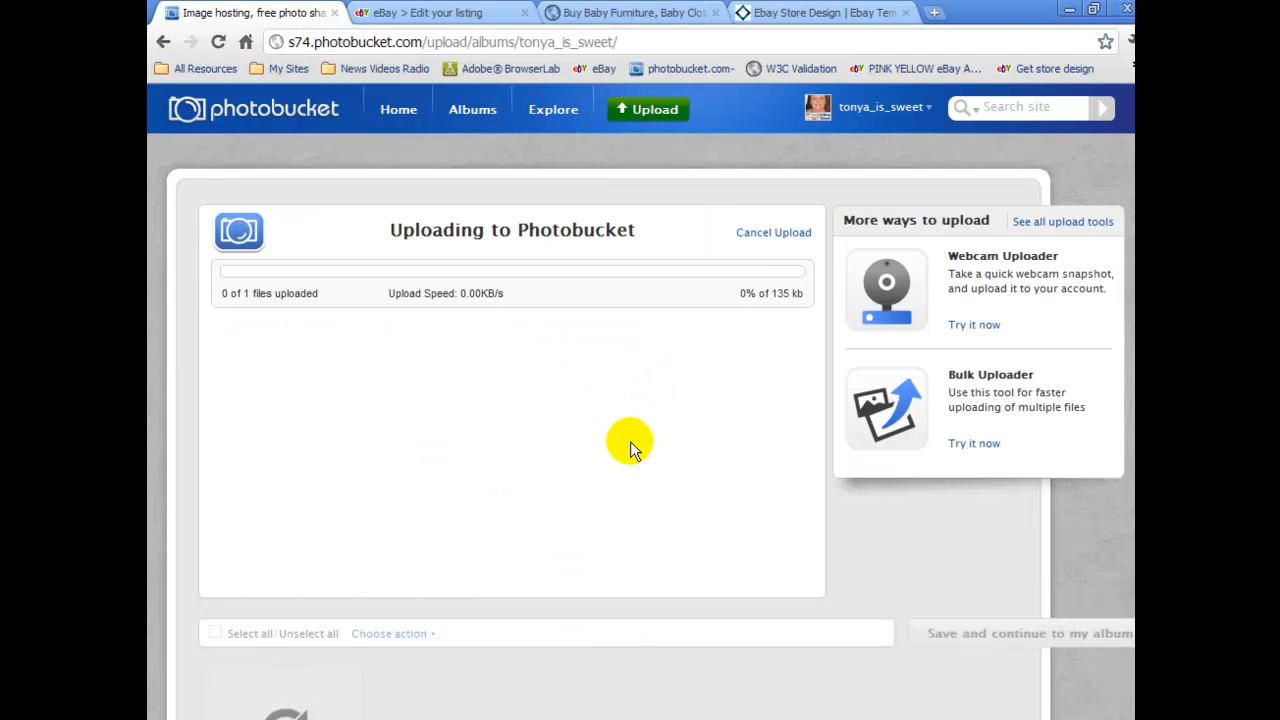 Image hosting, free photo sha
eBay > Edit your listing
Buy Baby Furniture, Baby Clot
Ebay Store Design | Ebay Tem
s74.photobucket.com/upload/albums/tonya_is_sweet/
All Resources
My Sites
News Videos Radio
Adobe® BrowserLab
eBay
photobucket.com-
W3C Validation
PINK YELLOW eBay A...
Get store design
photobucket
Home
Albums
Explore
Upload
tonya_is_sweet
Search site
Uploading to Photobucket
Cancel Upload
0 of 1 files uploaded
Upload Speed: 0.00KB/s
0% of 135 kb
More ways to upload
See all upload tools
Webcam Uploader
Take a quick webcam snapshot,
and upload it to your account.
Try it now
Bulk Uploader
Use this tool for faster
uploading of multiple files
Try it now
Select all/Unselect all
Choose action
Save and continue to my album